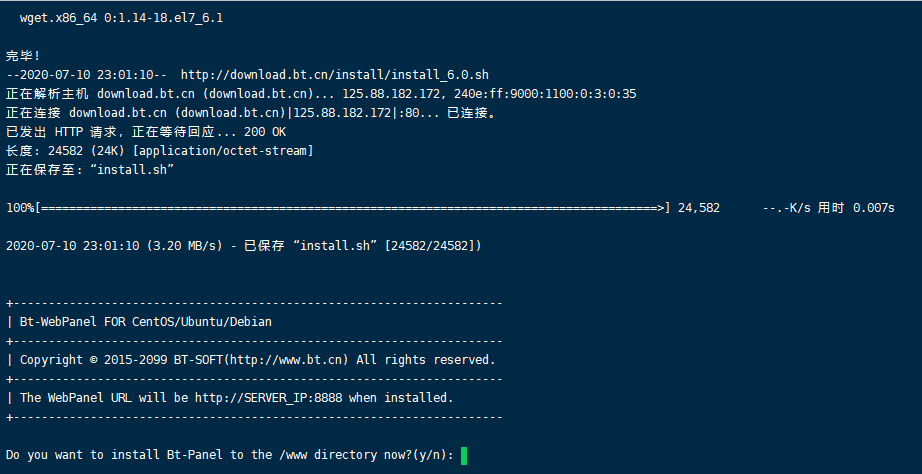 wget.x86_64 0:1.14-18.el7_6.1
完毕!
--2020-07-10 23:01:10--  http://download.bt.cn/install/install_6.0.sh
正在解析主机 download.bt.cn (download.bt.cn)... 125.88.182.172, 240e:ff:9000:1100:0:3:0:35
正在连接 download.bt.cn (download.bt.cn)|125.88.182.172|:80... 已连接。
已发出 HTTP 请求，正在等待回应... 200 OK
长度：24582 (24K) [application/octet-stream]
正在保存至: “install.sh”
100%[========================================================================================>] 24,582      --.-K/s 用时 0.007s
2020-07-10 23:01:10 (3.20 MB/s) - 已保存 “install.sh” [24582/24582])
+----------------------------------------------------------------------
| Bt-WebPanel FOR CentOS/Ubuntu/Debian
+----------------------------------------------------------------------
| Copyright © 2015-2099 BT-SOFT(http://www.bt.cn) All rights reserved.
+----------------------------------------------------------------------
| The WebPanel URL will be http://SERVER_IP:8888 when installed.
+----------------------------------------------------------------------
Do you want to install Bt-Panel to the /www directory now?(y/n):